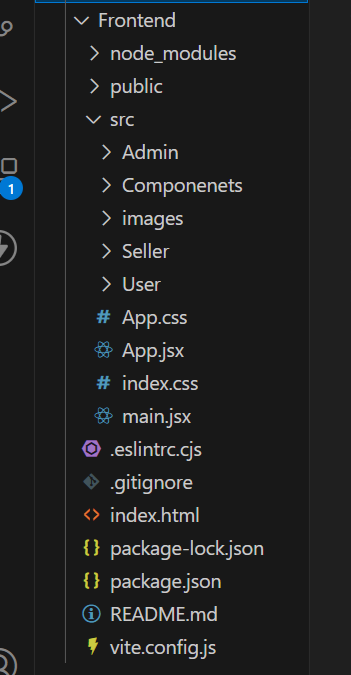 Frontend
node_modules
public
src
Admin
Componenets
images
Seller
User
# App.css
App.jsx
# index.css
main.jsx
.eslintrc.cjs
.gitignore
<> index.html
{} package-lock.json
{} package.json
README.md
vite.config.js
1